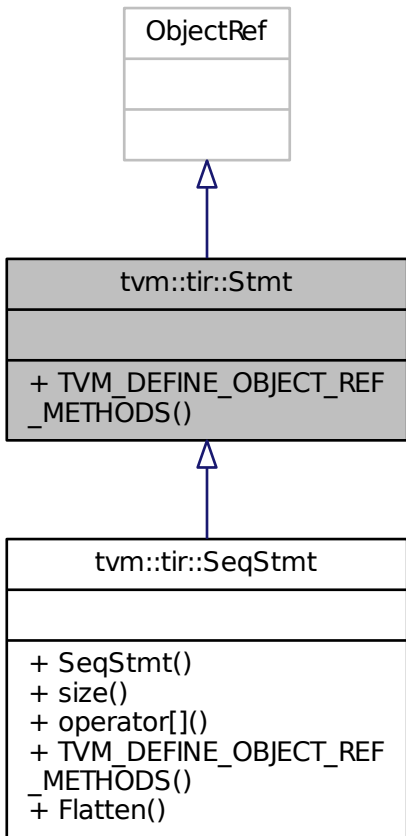 ObjectRef
tvm::tir::Stmt
+ TVM_DEFINE_OBJECT_REF
_METHODS()
tvm::tir::SeqStmt
+ SeqStmt()
+ size()
+ operator[]()
+ TVM_DEFINE_OBJECT_REF
_METHODS()
+ Flatten()